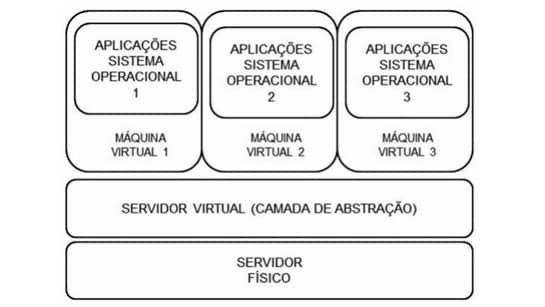 APLICAÇÕES
SISTEMA
OPERACIONAL
1
MÁQUINA
VIRTUAL 1
APLICAÇÕES
SISTEMA
OPERACIONAL
2
MÁQUINA
VIRTUAL 2
APLICAÇÕES
SISTEMA
OPERACIONAL
3
MÁQUINA
VIRTUAL 3
SERVIDOR VIRTUAL (CAMADA DE ABSTRAÇÃO)
SERVIDOR
FÍSICO